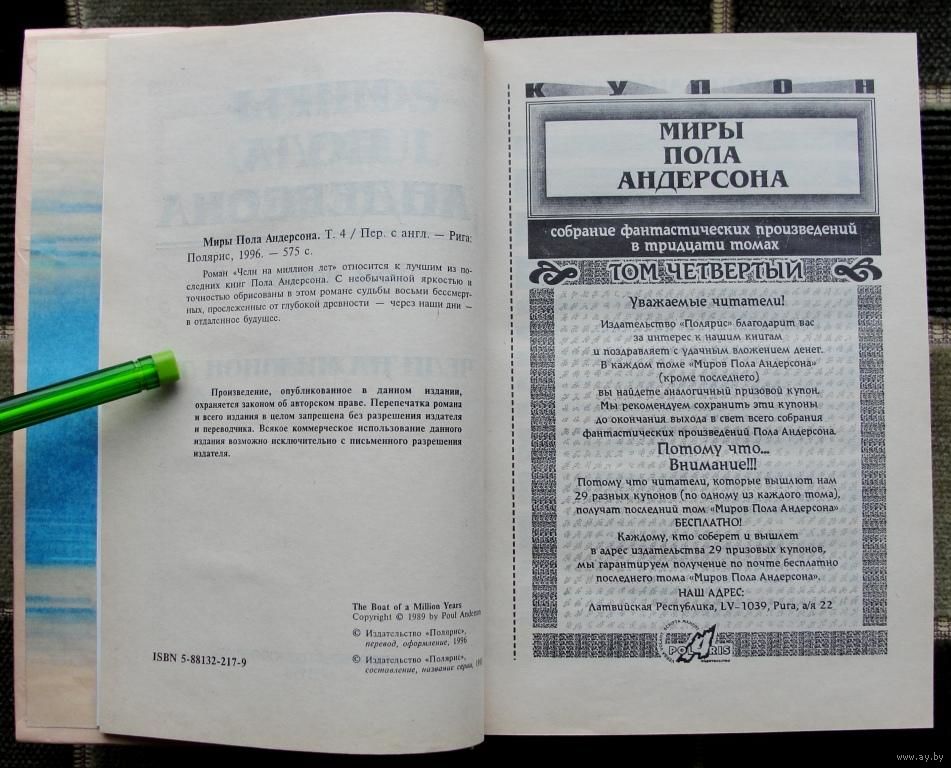 Миры Пола Андерсона. Т. 4 / Пер. с англ. — Рига:
Полярис, 1996. — 575 с.
Роман «Челн на миллион лет» относится к лучшим из по-
следних книг Пола Андерсона. С необычайной яркостью и
точностью обрисованы в этом романе судьбы восьми бессмерт-
ных, прослеженные от глубокой древности — через наши дни —
в отдаленное будущее.
Произведение, опубликованное в данном издании,
охраняется законом об авторском праве. Перепечатка романа
и всего издания в целом запрещена без разрешения издателя
и переводчика. Всякое коммерческое использование данного
издания возможно исключительно с письменного разрешения
издателя.
The Boat of a Million Years
Copyright © 1989 by Poul Anderson
© Издательство «Полярис»,
перевод, оформление, 1996
© Издательство «Полярис»,
составление, название серии,
ISBN 5-88132-217-9
КУПОН
МИРЫ
ПОЛА
АНДЕРСОНА
собрание фантастических произведений
в тридцати томах
ТОМ ЧЕТВЕРТЫЙ
Уважаемые читатели!
Издательство «Полярис» благодарит вас
за интерес к нашим книгам
и поздравляет с удачным вложением денег.
В каждом томе «Миров Пола Андерсона»
(кроме последнего)
вы найдете аналогичный призовой купон.
Мы рекомендуем сохранить эти купоны
до окончания выхода в свет всего собрания
фантастических произведений Пола Андерсона.
Потому что...
Внимание!!!
Потому что читатели, которые вышлют нам
29 разных купонов (по одному из каждого тома),
получат последний том «Миров Пола Андерсона»
БЕСПЛАТНО!
Каждому, кто соберет и вышлет
в адрес издательства 29 призовых купонов,
мы гарантируем получение по почте бесплатно
последнего тома «Миров Пола Андерсона».
НАШ АДРЕС:
Латвийская Республика, LV-1039, Рига, а/я 22
POLARIS
www.ay.by